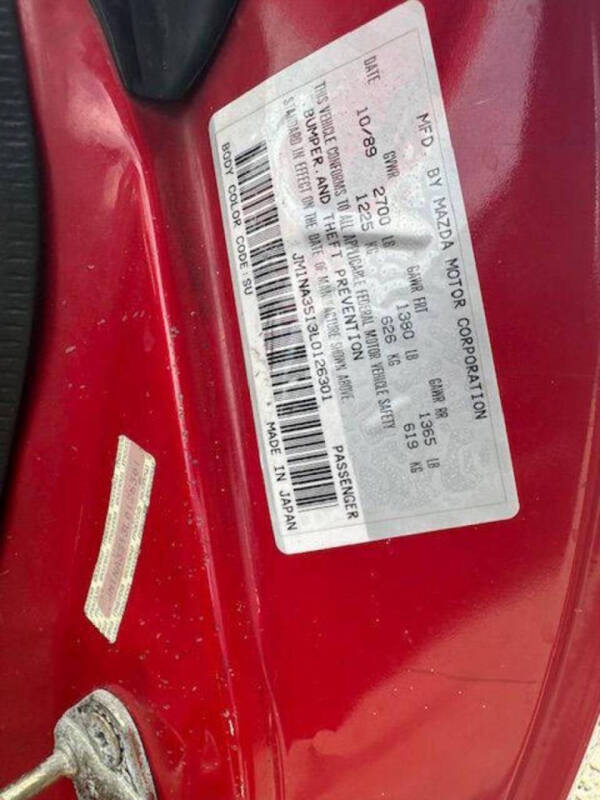 MFD. BY MAZDA MOTOR CORPORATION
DATE GVWR GAWR FRT GAWR RR
10/89 2700 LB 1380 LB 1365 LB
1225 KG 626 KG 619 KG
THIS VEHICLE CONFORMS TO ALL APPLICABLE FEDERAL MOTOR VEHICLE SAFETY
BUMPER, AND THEFT PREVENTION
STANDARD IN EFFECT ON THE DATE OF MANUFACTURE SHOWN ABOVE.
JM1NA3513L0126301 PASSENGER
BODY COLOR CODE:SU MADE IN JAPAN